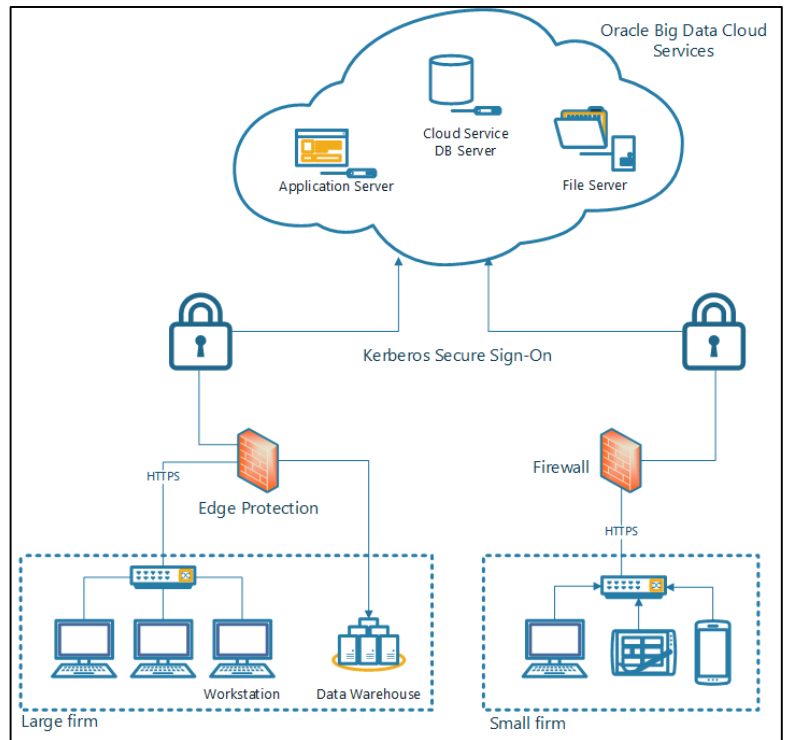 Oracle Big Data Cloud
Services
Cloud Service
DB Server
Application Server
File Server
Kerberos Secure Sign-On
HTTPS
Edge Protection
Firewall
HTTPS
Workstation
Data Warehouse
Large firm
Small firm